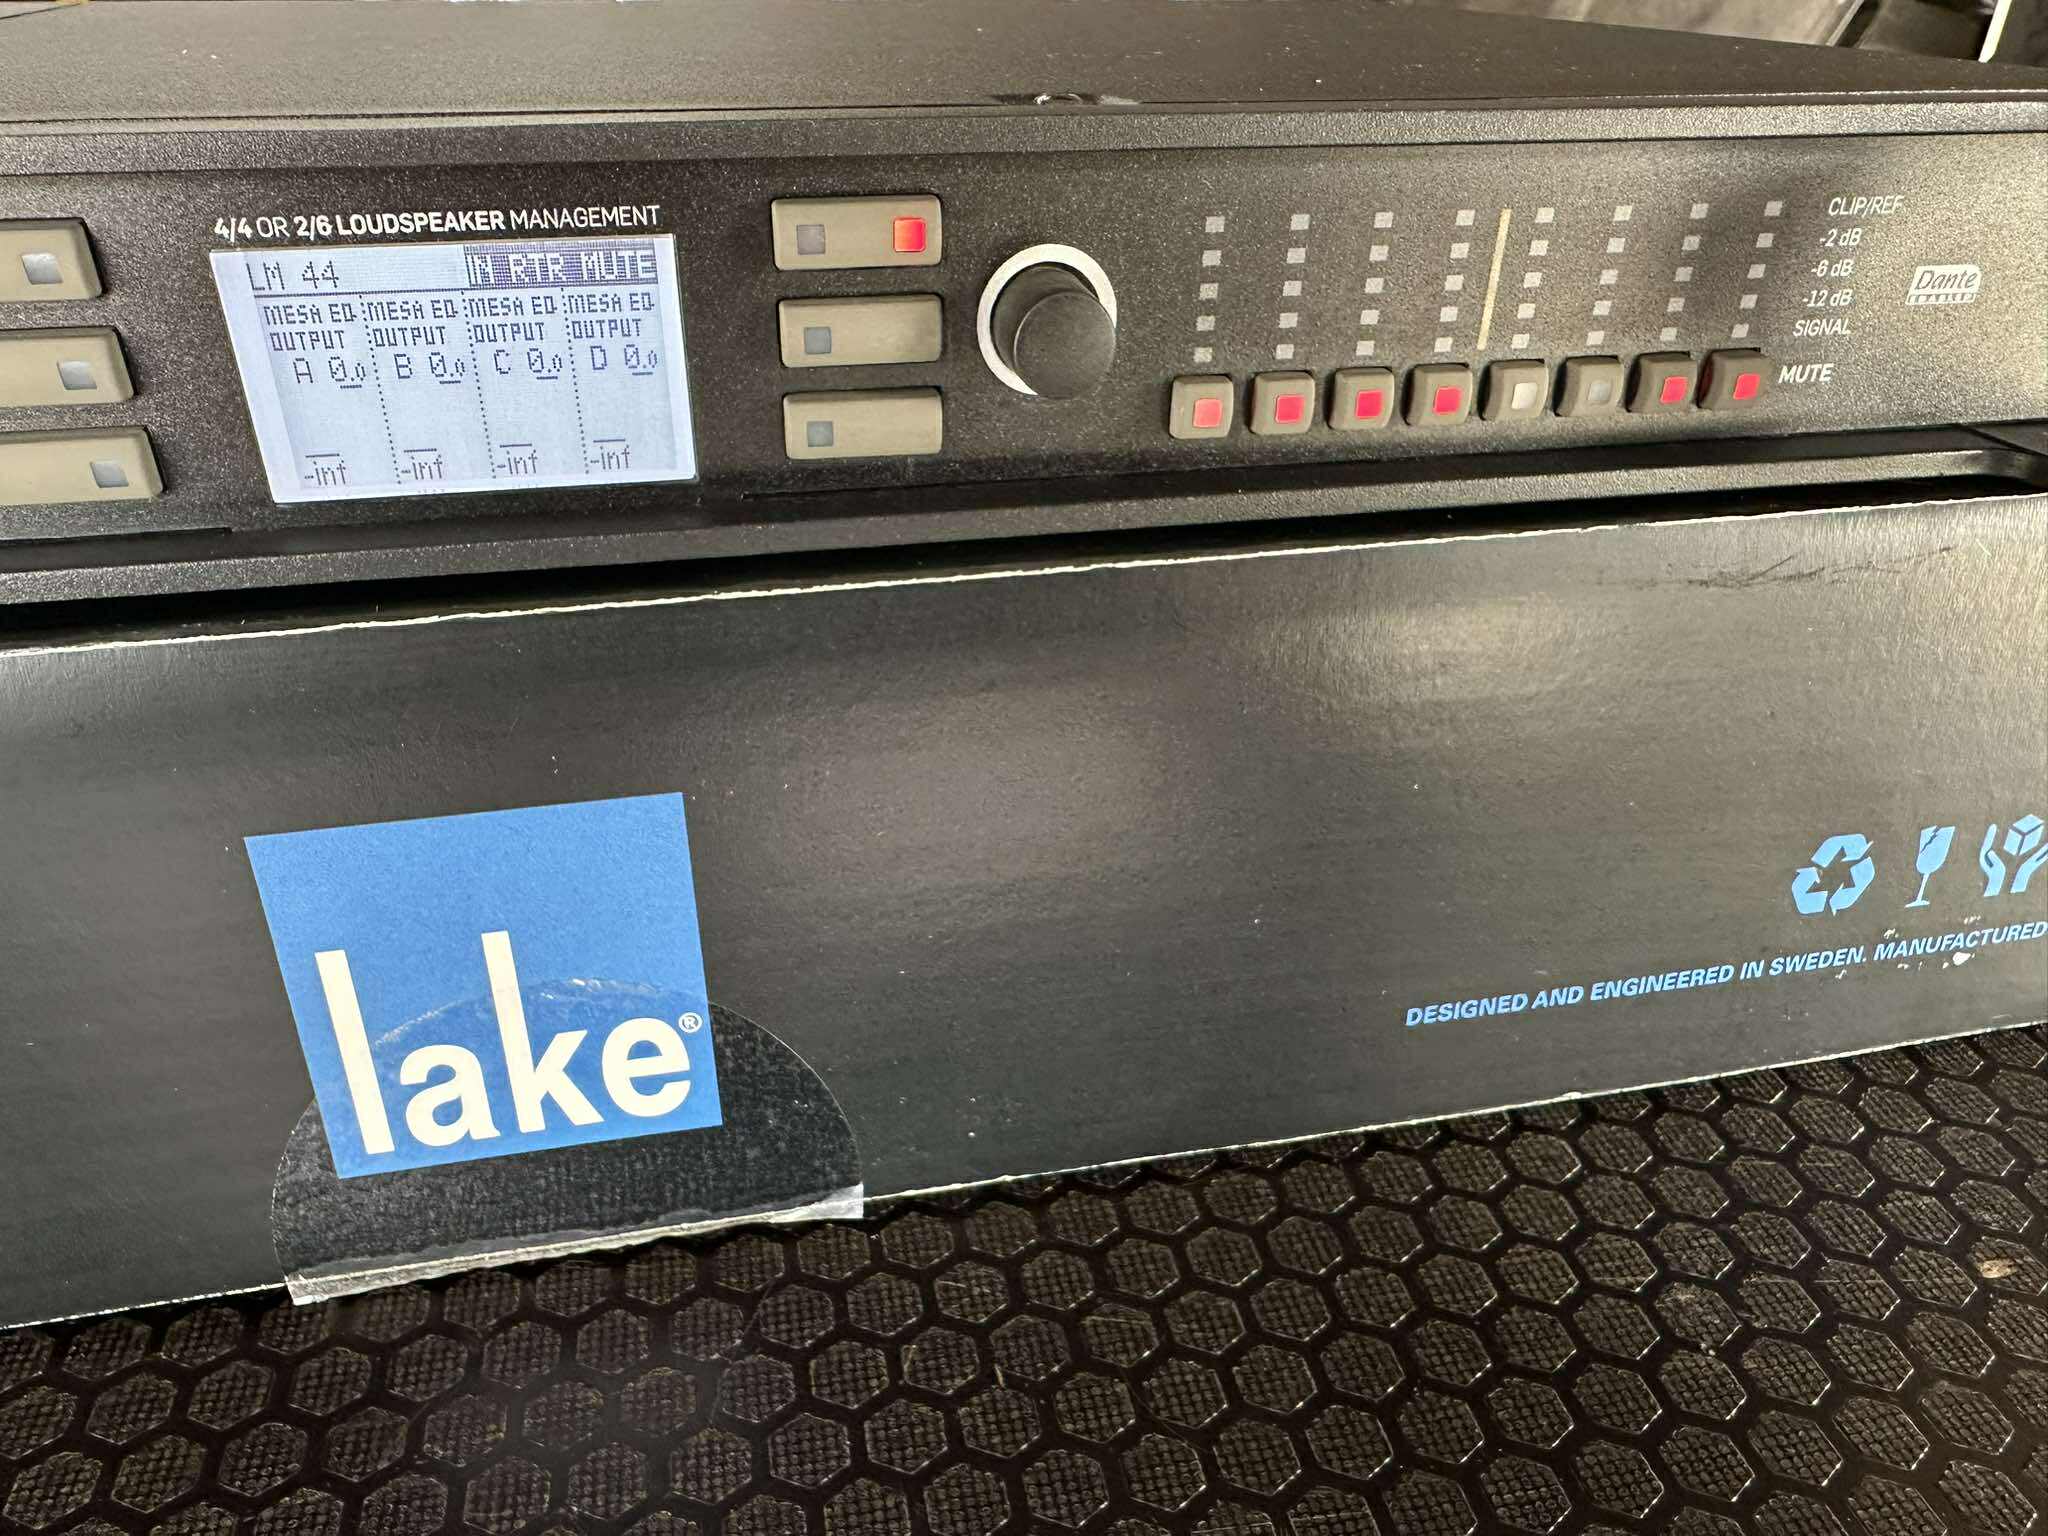 4/4 OR 2/6 LOUDSPEAKER MANAGEMENT
LM 44 IN RTR MUTE
MESA EQ MESA EQ MESA EQ MESA EQ
OUTPUT OUTPUT OUTPUT OUTPUT
A 0.0 B 0.0 C 0.0 D 0.0
-inf -inf -inf -inf
CLIP/REF
-2 dB
-6 dB
-12 dB
SIGNAL
MUTE
Dante
ENABLED
lake®
DESIGNED AND ENGINEERED IN SWEDEN. MANUFACTURED